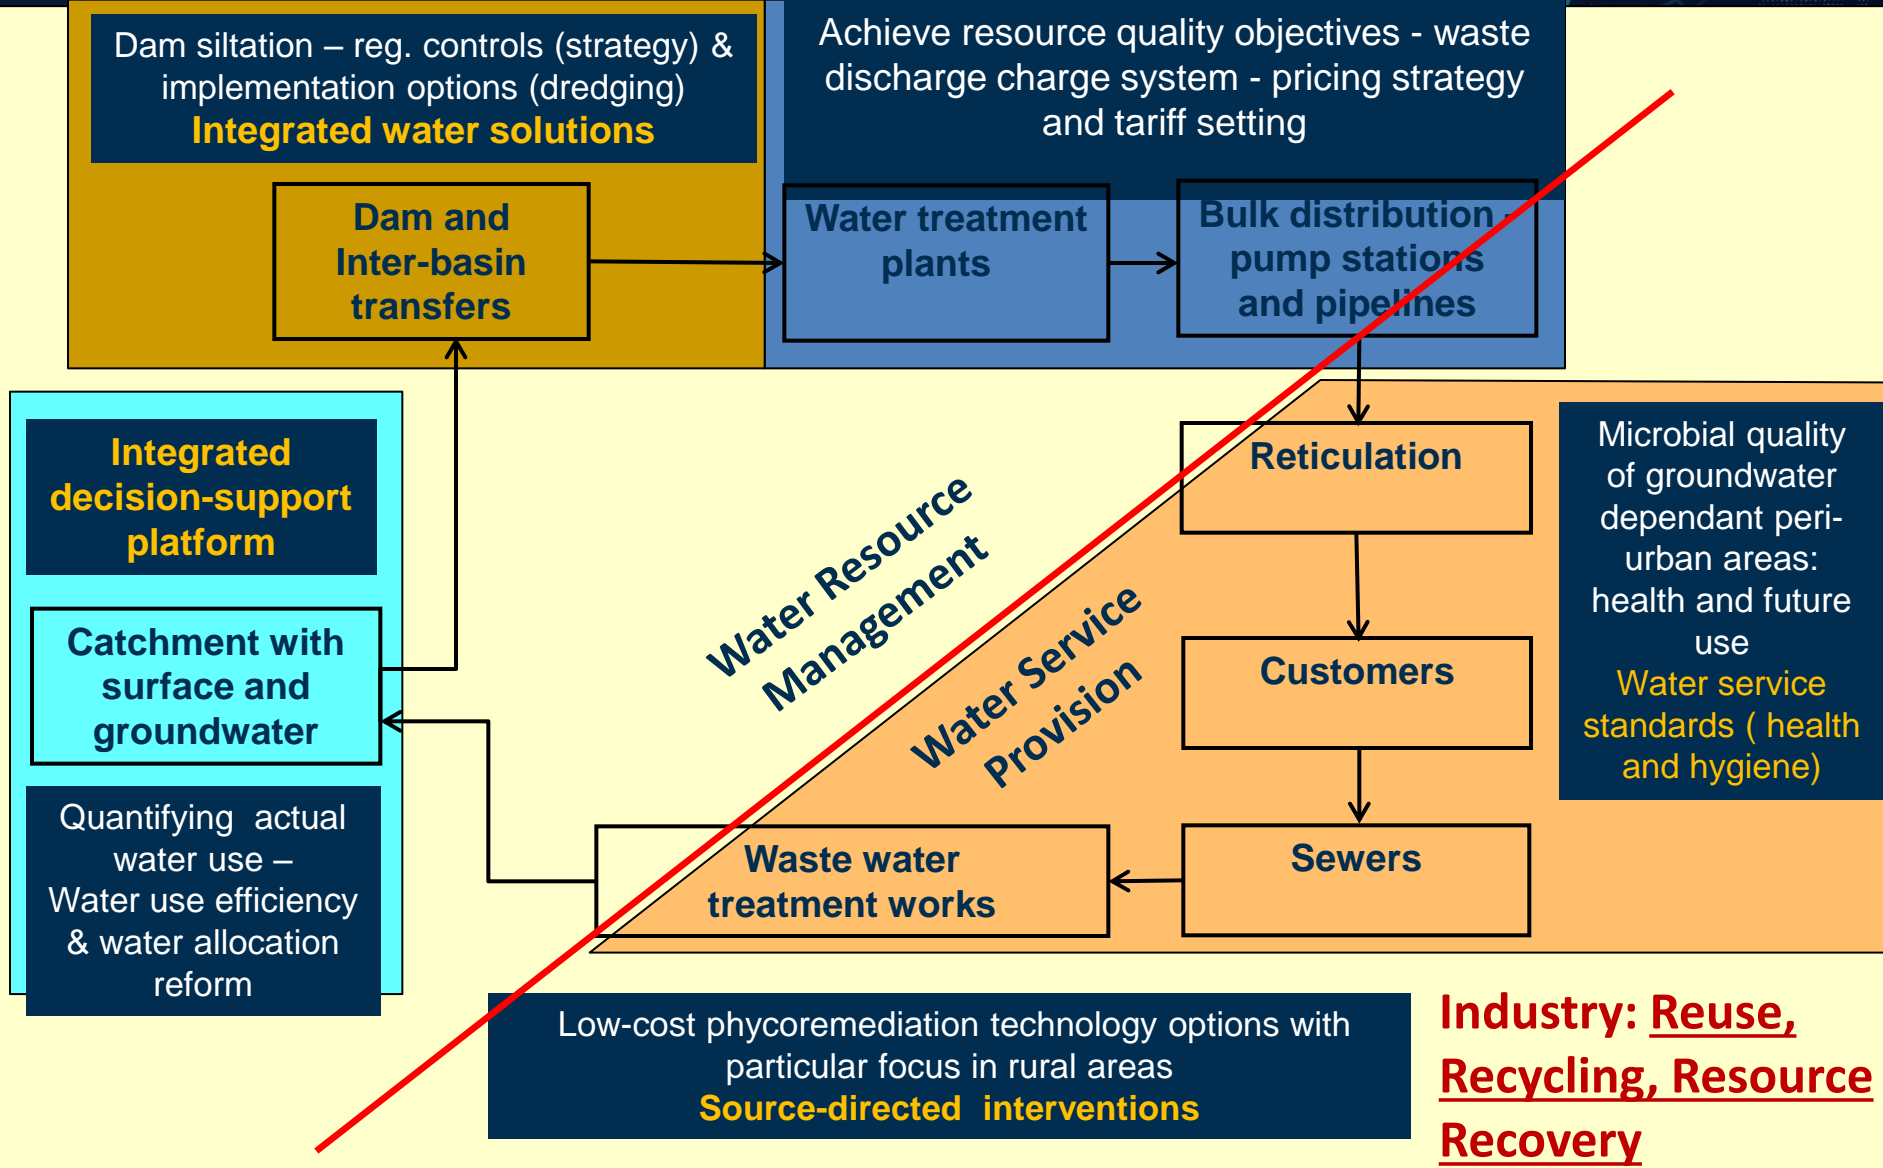 Dam siltation – reg. controls (strategy) &
implementation options (dredging)
Integrated water solutions
Achieve resource quality objectives - waste
discharge charge system - pricing strategy
and tariff setting
Dam and
Inter-basin
transfers
Water treatment
plants
Bulk distribution -
pump stations
and pipelines
Integrated
decision-support
platform
Catchment with
surface and
groundwater
Quantifying actual
water use –
Water use efficiency
& water allocation
reform
Water Resource
Management
Water Service
Provision
Reticulation
Customers
Sewers
Waste water
treatment works
Microbial quality
of groundwater
dependant peri-
urban areas:
health and future
use
Water service
standards ( health
and hygiene)
Low-cost phycoremediation technology options with
particular focus in rural areas
Source-directed interventions
Industry: Reuse,
Recycling, Resource
Recovery